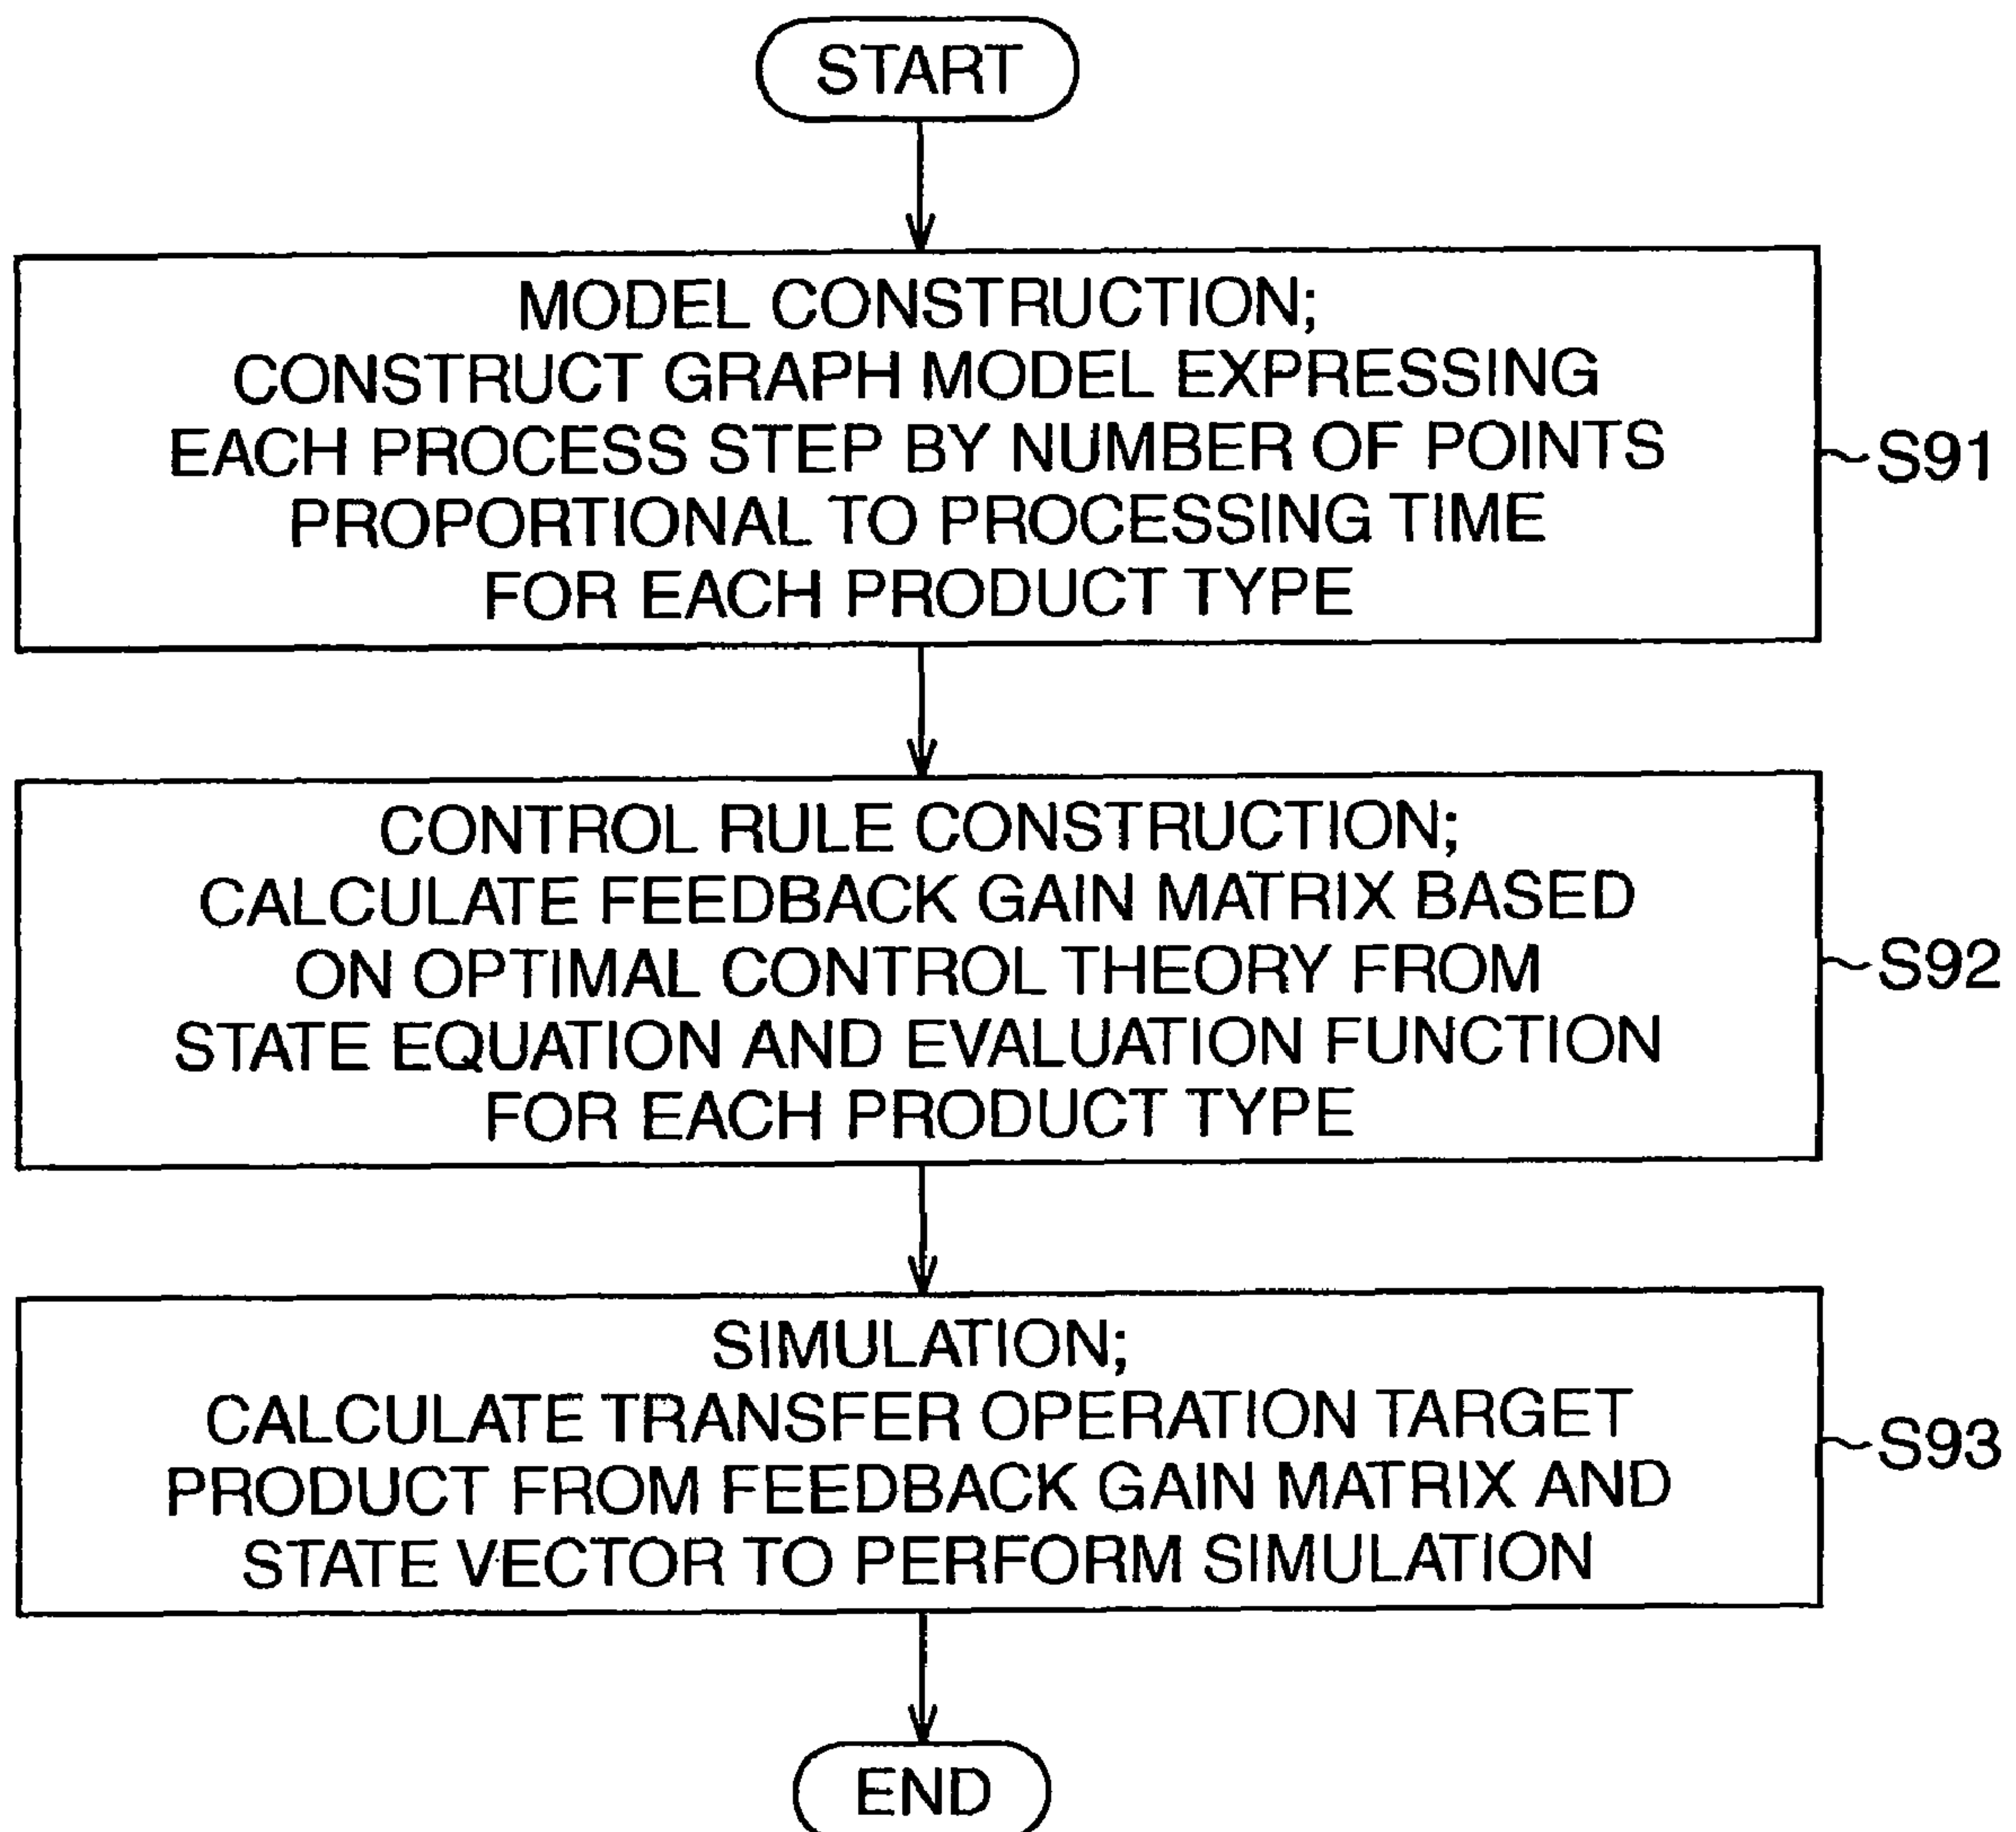 START
MODEL CONSTRUCTION;
CONSTRUCT GRAPH MODEL EXPRESSING
EACH PROCESS STEP BY NUMBER OF POINTS
PROPORTIONAL TO PROCESSING TIME
FOR EACH PRODUCT TYPE
S91
CONTROL RULE CONSTRUCTION;
CALCULATE FEEDBACK GAIN MATRIX BASED
ON OPTIMAL CONTROL THEORY FROM
STATE EQUATION AND EVALUATION FUNCTION
FOR EACH PRODUCT TYPE
S92
SIMULATION;
CALCULATE TRANSFER OPERATION TARGET
PRODUCT FROM FEEDBACK GAIN MATRIX AND
STATE VECTOR TO PERFORM SIMULATION
S93
END